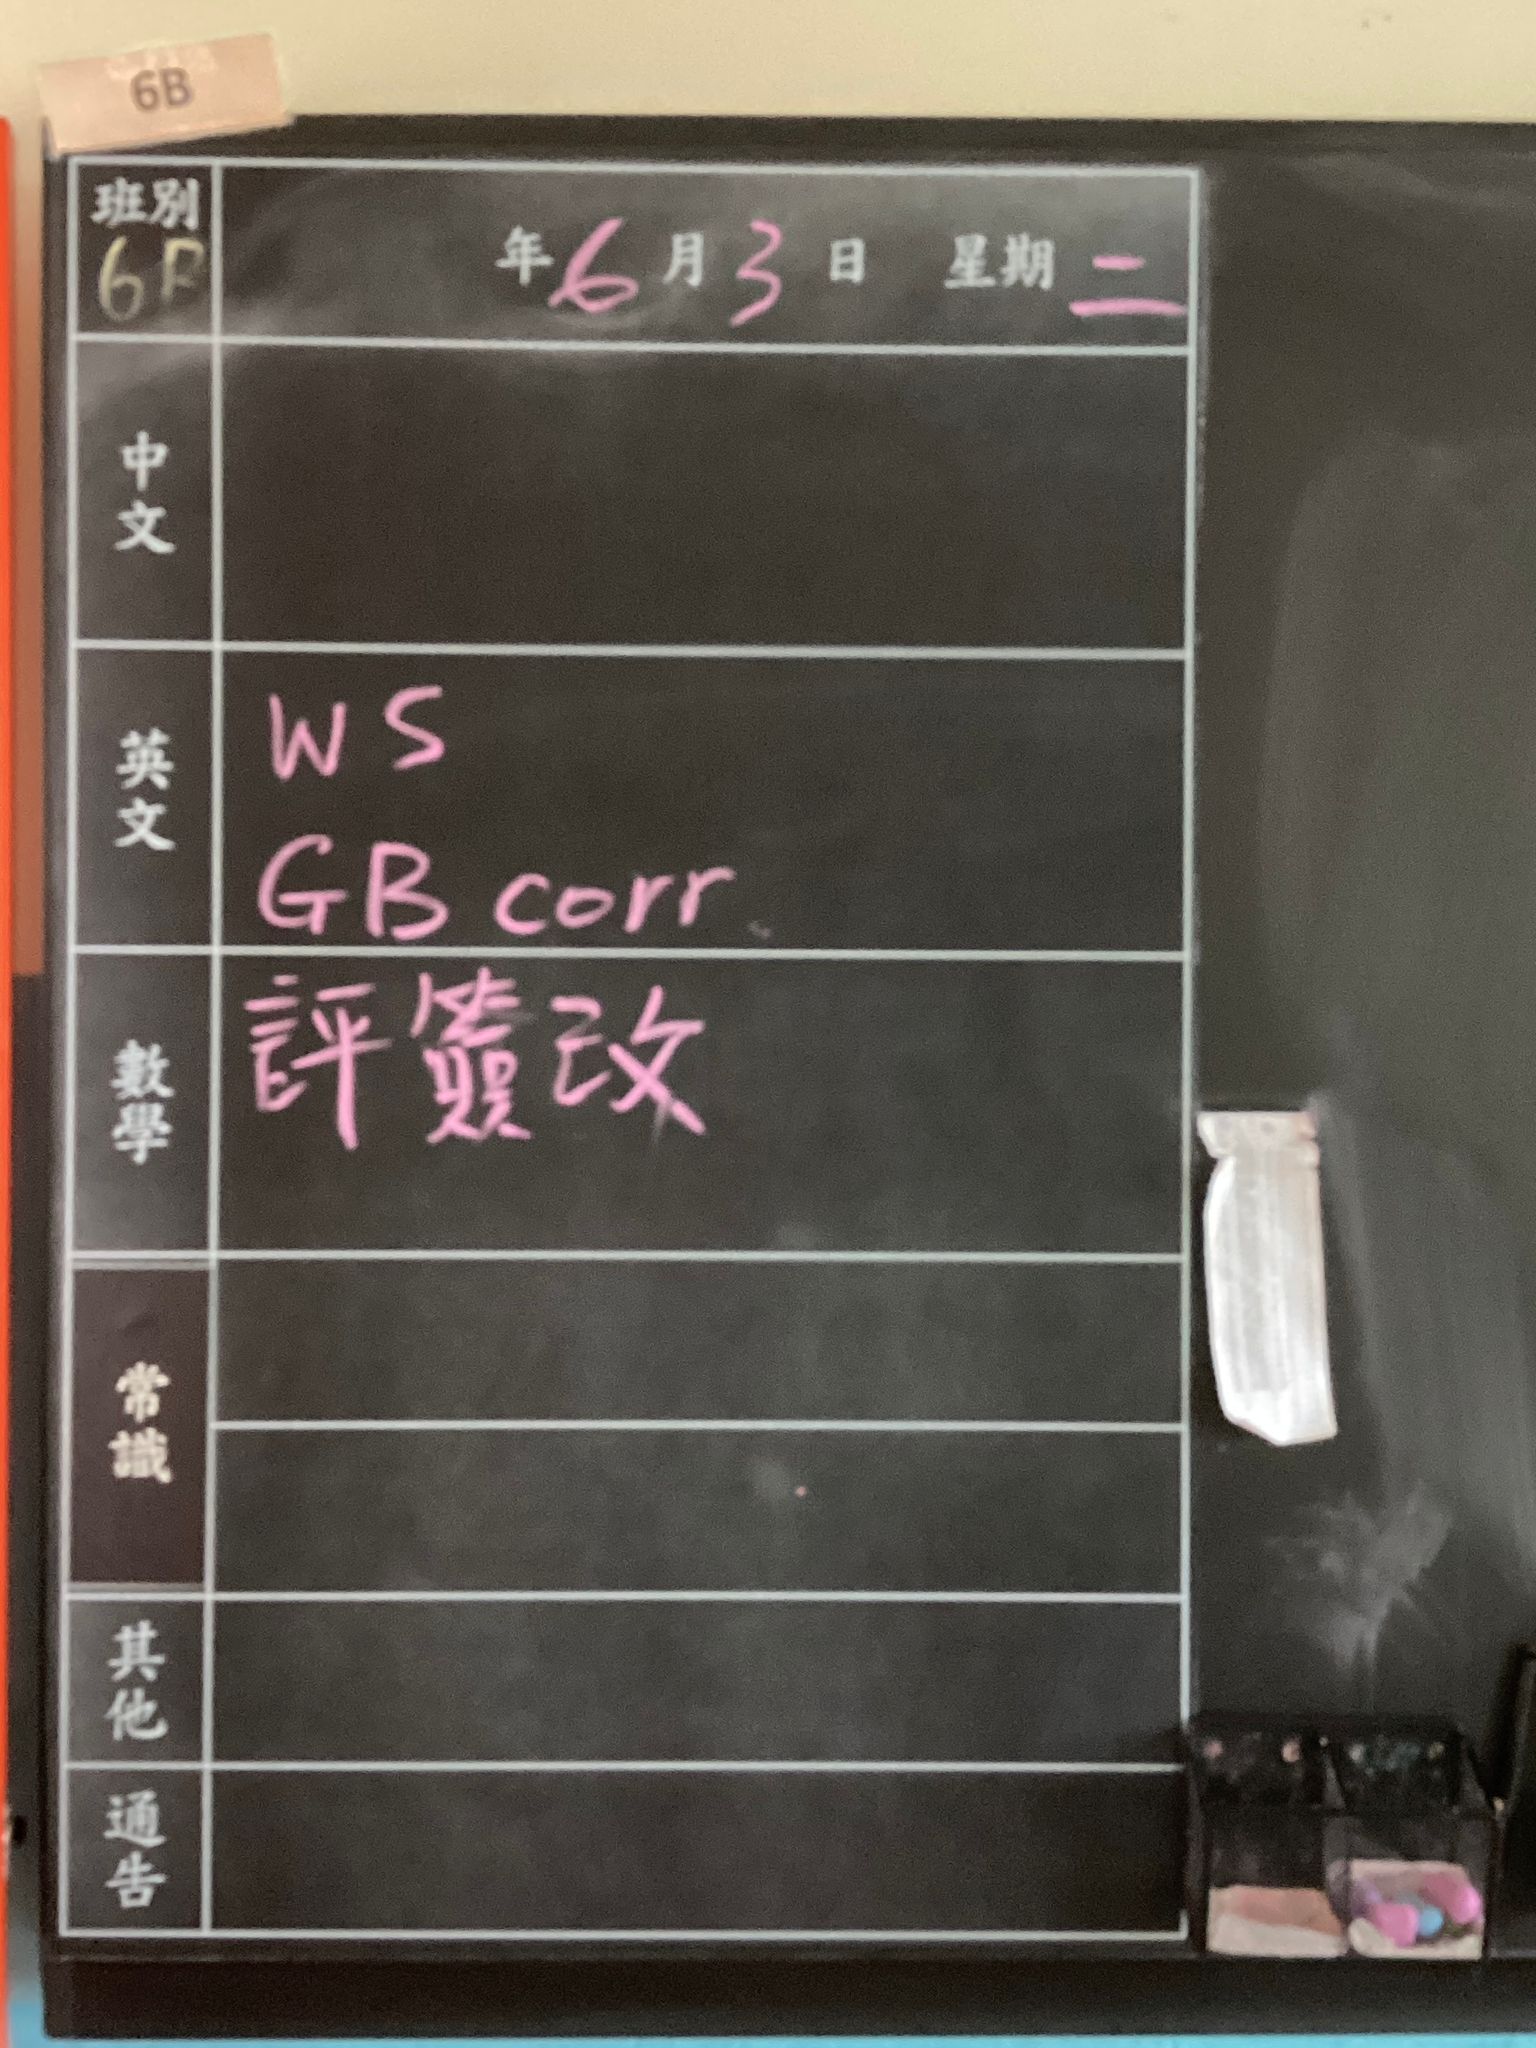 6B
班別
6B
年6月3日 星期二
中文
英文
WS
GB corr
數學
評簽改
常識
其他
通告